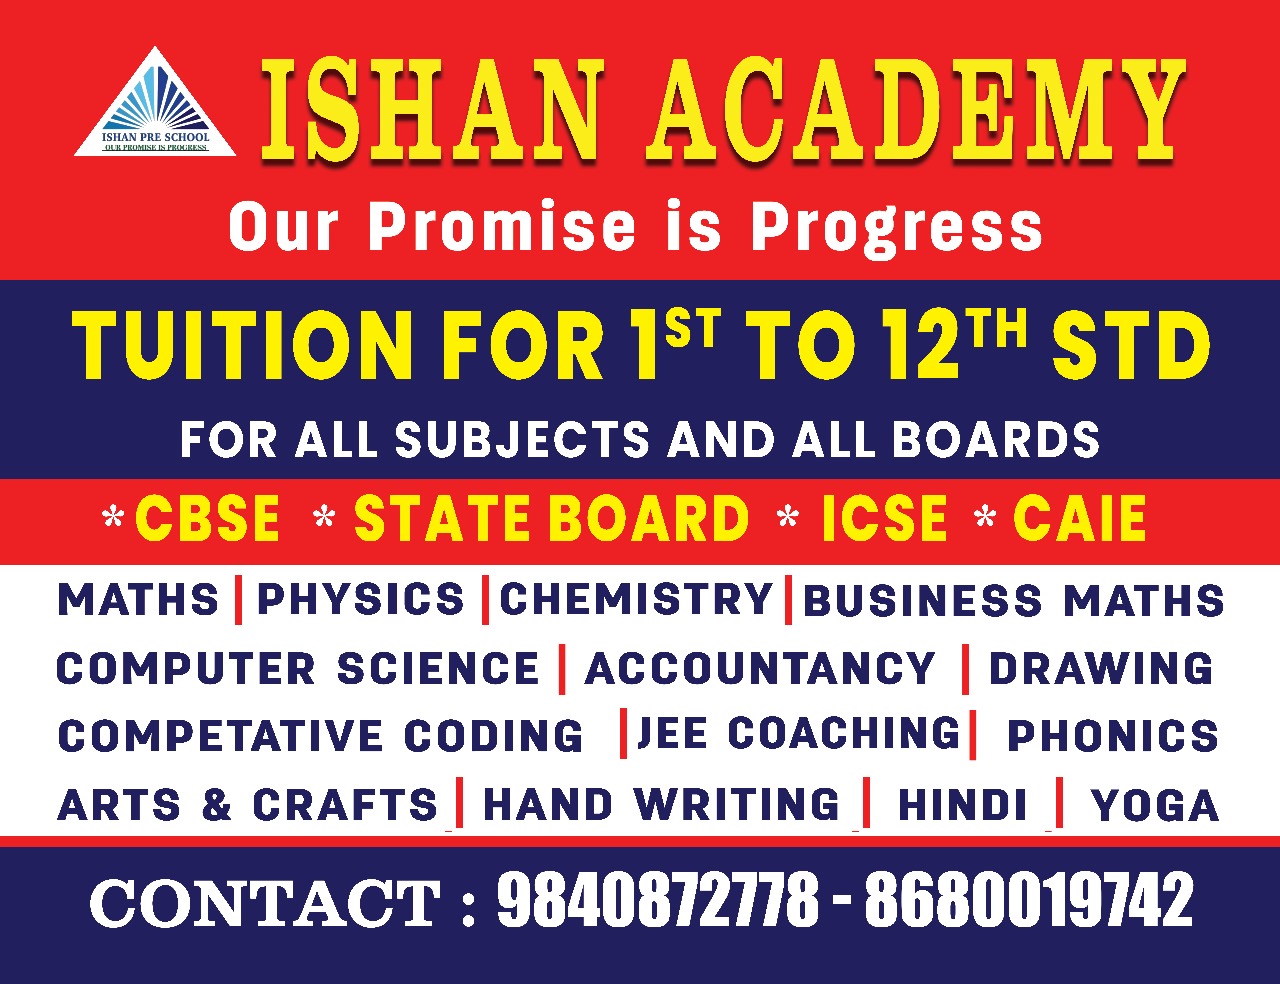 ISHAN PRE SCHOOL
OUR PROMISE IS PROGRESS
ISHAN ACADEMY
Our Promise is Progress
TUITION FOR 1ST TO 12TH STD
FOR ALL SUBJECTS AND ALL BOARDS
* CBSE * STATE BOARD * ICSE * CAIE
MATHS | PHYSICS | CHEMISTRY | BUSINESS MATHS
COMPUTER SCIENCE | ACCOUNTANCY | DRAWING
COMPETATIVE CODING | JEE COACHING | PHONICS
ARTS & CRAFTS | HAND WRITING | HINDI | YOGA
CONTACT : 9840872778 - 8680019742